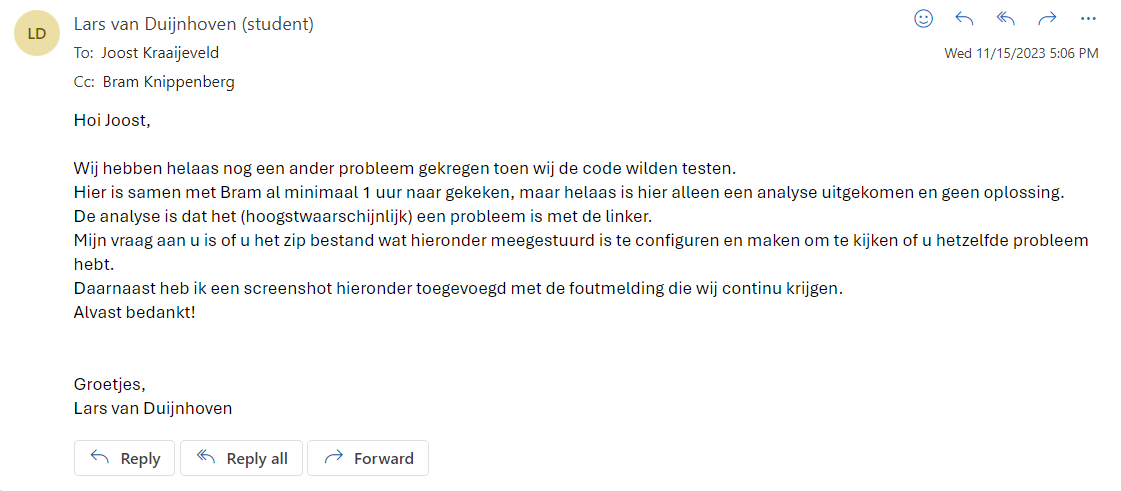 LD
Lars van Duijnhoven (student)
To: Joost Kraaijeveld
Wed 11/15/2023 5:06 PM
Cc: Bram Knippenberg
Hoi Joost,
Wij hebben helaas nog een ander probleem gekregen toen wij de code wilden testen.
Hier is samen met Bram al minimaal 1 uur naar gekeken, maar helaas is hier alleen een analyse uitgekomen en geen oplossing.
De analyse is dat het (hoogstwaarschijnlijk) een probleem is met de linker.
Mijn vraag aan u is of u het zip bestand wat hieronder meegestuurd is te configuren en maken om te kijken of u hetzelfde probleem
hebt.
Daarnaast heb ik een screenshot hieronder toegevoegd met de foutmelding die wij continu krijgen.
Alvast bedankt!
Groetjes,
Lars van Duijnhoven
Reply
Reply all
Forward